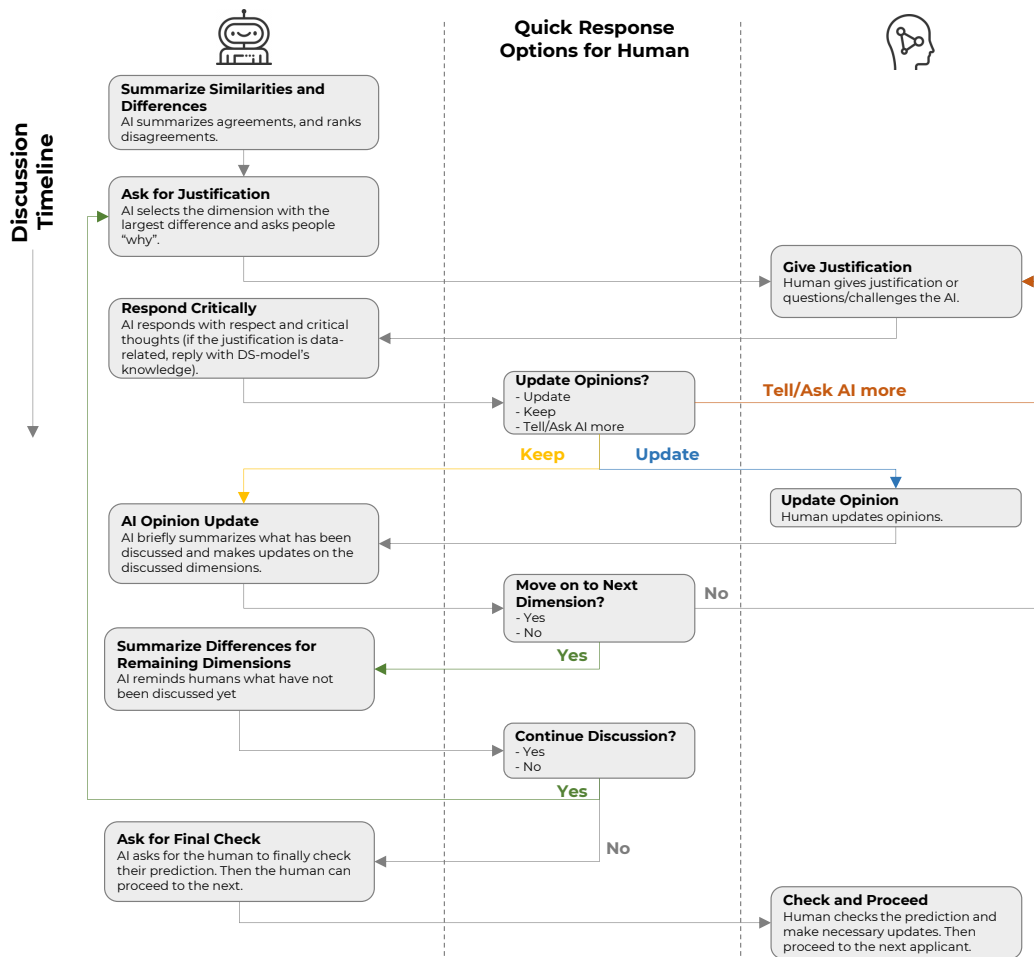 Quick Response
Options for Human
Discussion
Timeline
Summarize Similarities and
Differences
AI summarizes agreements, and ranks
disagreements.
Ask for Justification
AI selects the dimension with the
largest difference and asks people
“why”.
Give Justification
Human gives justification or
questions/challenges the AI.
Respond Critically
AI responds with respect and critical
thoughts (if the justification is data-
related, reply with DS-model’s
knowledge).
Update Opinions?
- Update
- Keep
- Tell/Ask AI more
Tell/Ask AI more
Keep
Update
Update Opinion
Human updates opinions.
AI Opinion Update
AI briefly summarizes what has been
discussed and makes updates on the
discussed dimensions.
Move on to Next
Dimension?
- Yes
- No
No
Yes
Summarize Differences for
Remaining Dimensions
AI reminds humans what have not
been discussed yet
Continue Discussion?
- Yes
- No
Yes
No
Ask for Final Check
AI asks for the human to finally check
their prediction. Then the human can
proceed to the next.
Check and Proceed
Human checks the prediction and
make necessary updates. Then
proceed to the next applicant.